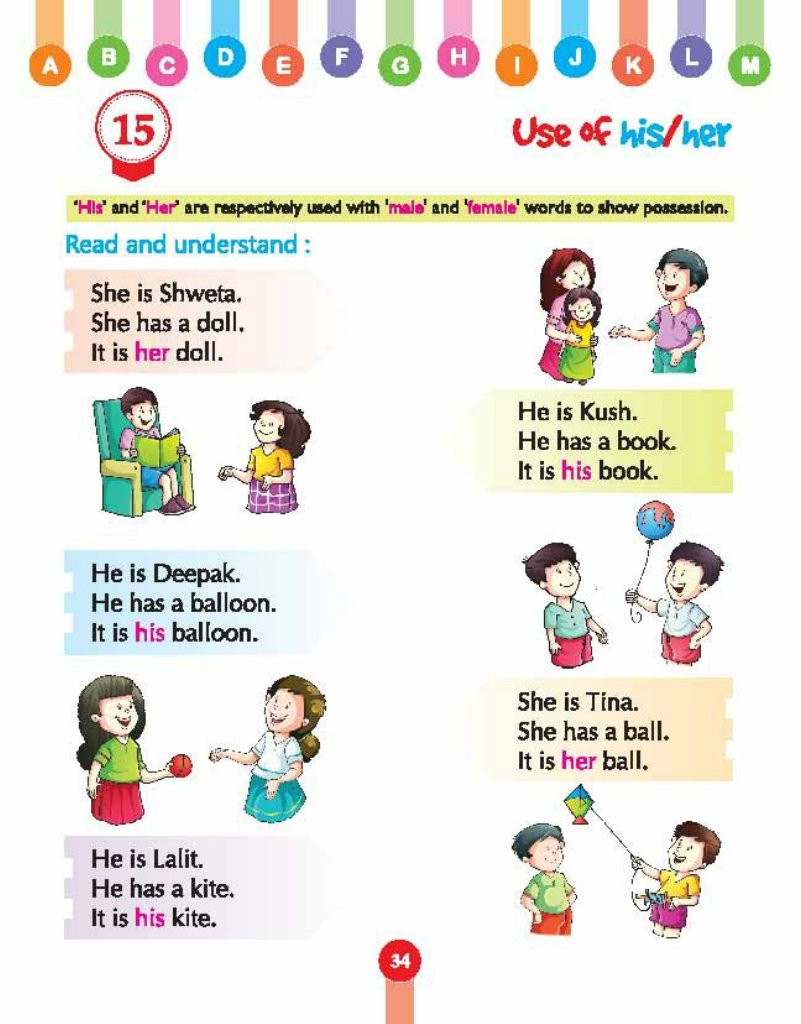 A B C D E F G H I J K L M
15
Use of his/her
'His' and 'Her' are respectively used with 'male' and 'female' words to show possession.
Read and understand :
She is Shweta.
She has a doll.
It is her doll.
He is Kush.
He has a book.
It is his book.
He is Deepak.
He has a balloon.
It is his balloon.
She is Tina.
She has a ball.
It is her ball.
He is Lalit.
He has a kite.
It is his kite.
34